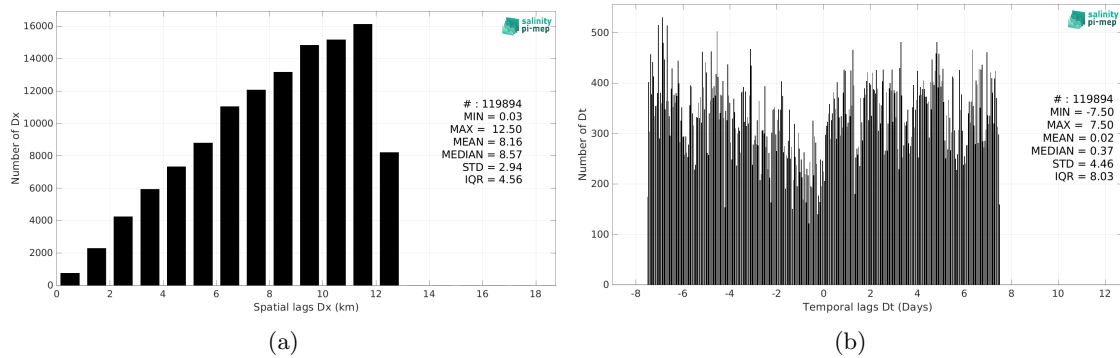 16000
14000
12000
10000
8000
6000
4000
2000
0
Number of Dx
0 2 4 6 8 10 12 14 16 18
Spatial lags Dx (km)
salinity
pi-mep
# : 119894
MIN = 0.03
MAX = 12.50
MEAN = 8.16
MEDIAN = 8.57
STD = 2.94
IQR = 4.56
(a)
500
400
300
200
100
0
Number of Dt
-8 -6 -4 -2 0 2 4 6 8 10 12
Temporal lags Dt (Days)
salinity
pi-mep
# : 119894
MIN = -7.50
MAX = 7.50
MEAN = 0.02
MEDIAN = 0.37
STD = 4.46
IQR = 8.03
(b)